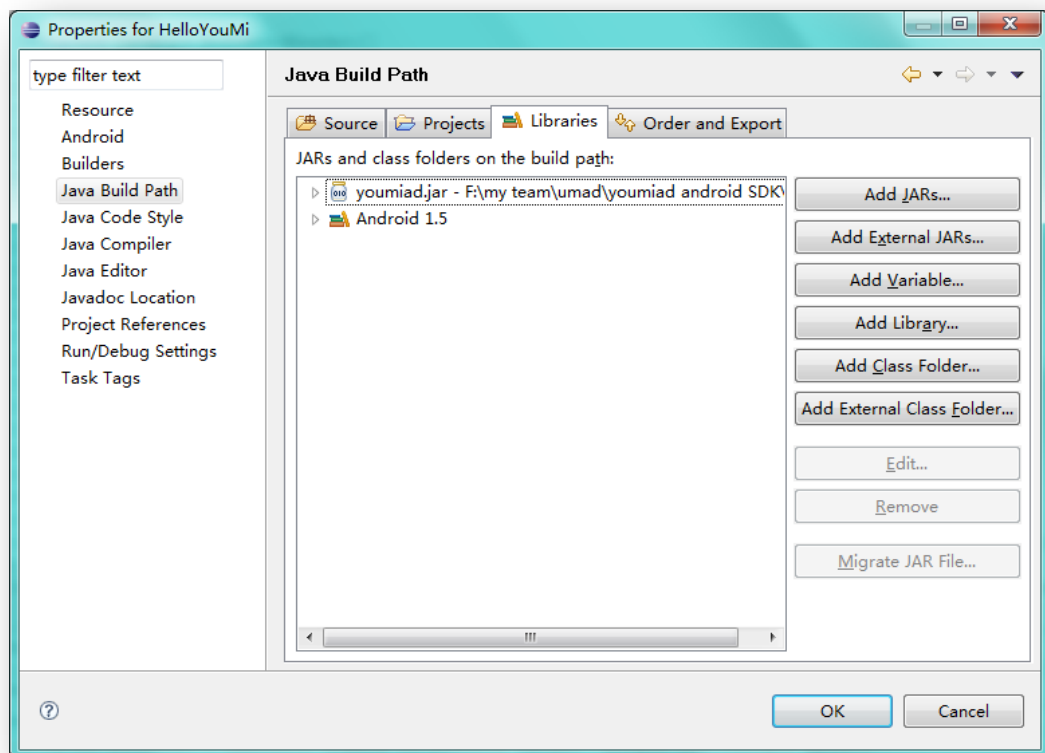 Properties for HelloYouMi
type filter text
Resource
Android
Builders
Java Build Path
Java Code Style
Java Compiler
Java Editor
Javadoc Location
Project References
Run/Debug Settings
Task Tags
Java Build Path
Source
Projects
Libraries
Order and Export
JARs and class folders on the build path:
youmiad.jar - F:\my team\umad\youmiad android SDK\
Android 1.5
Add JARs...
Add External JARs...
Add Variable...
Add Library...
Add Class Folder...
Add External Class Folder...
Edit...
Remove
Migrate JAR File...
OK
Cancel